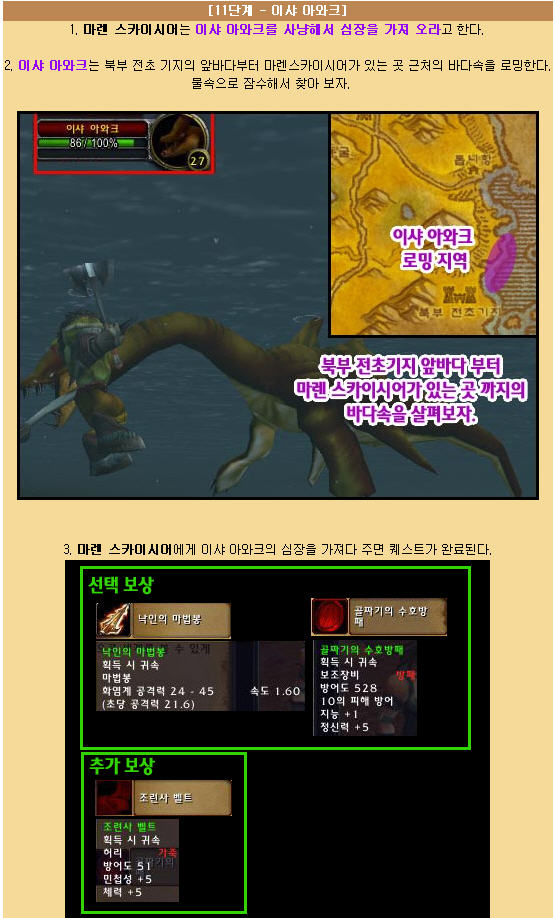 [11단계 - 이샤 아와크]
1. 마렌 스카이시어는 이샤 아와크를 사냥해서 심장을 가져 오라고 한다.
2. 이샤 아와크는 북부 전초 기지의 앞바다부터 마렌스카이시어가 있는 곳 근처의 바다속을 로밍한다.
물속으로 잠수해서 찾아 보자.
이샤 아와크
86 / 100%
27
톱니항
이샤 아와크
로밍 지역
북부 전초기지
북부 전초기지 앞바다 부터
마렌 스카이시어가 있는 곳 까지의
바다속을 살펴보자.
3. 마렌 스카이시어에게 이샤 아와크의 심장을 가져다 주면 퀘스트가 완료된다.
선택 보상
낙인의 마법봉
낙인의 마법봉
획득 시 귀속
마법봉
화염계 공격력 24 - 45 속도 1.60
(초당 공격력 21.6)
골짜기의 수호방
패
골짜기의 수호방패
획득 시 귀속
보조장비 방패
방어도 528
10의 피해 방어
지능 +1
정신력 +5
추가 보상
조련사 벨트
조련사 벨트
획득 시 귀속
허리 가죽
방어도 51
민첩성 +5
체력 +5